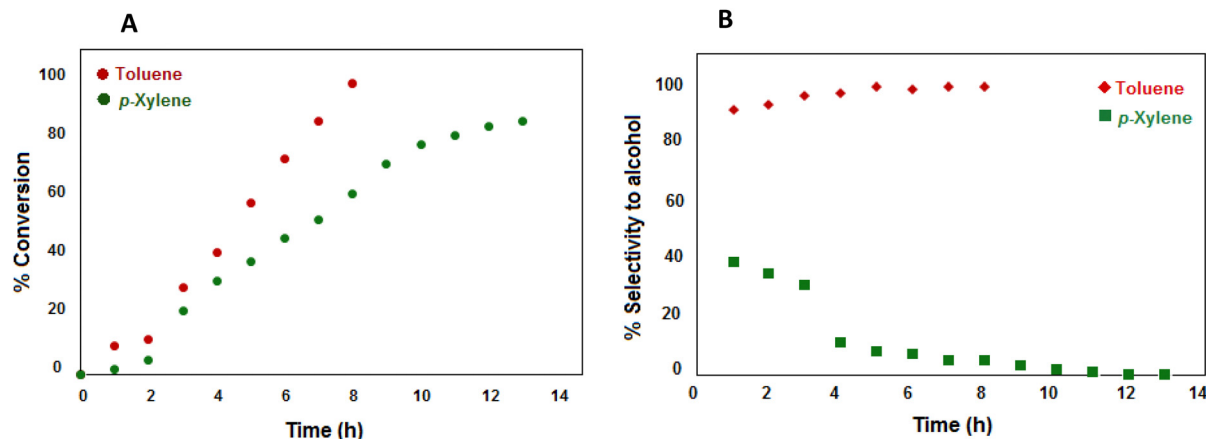 A
Toluene
p-Xylene
100
80
60
40
20
0
% Conversion
0 2 4 6 8 10 12 14
Time (h)
B
Toluene
p-Xylene
100
80
60
40
20
0
% Selectivity to alcohol
0 2 4 6 8 10 12 14
Time (h)